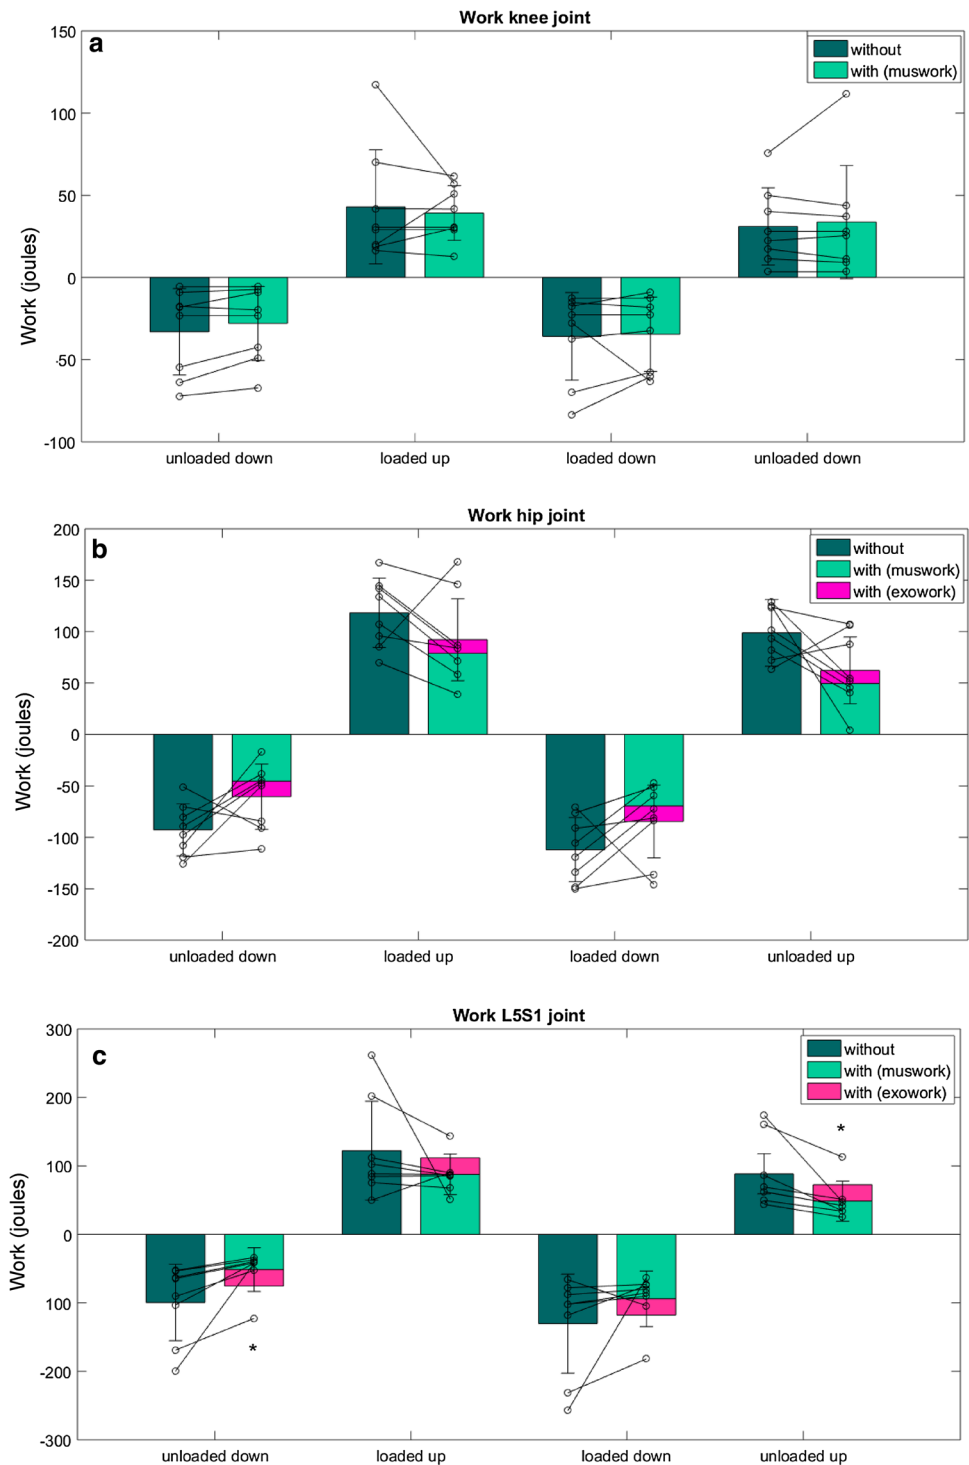 Work knee joint
a
without
with (muswork)
150
100
50
0
-50
-100
Work (joules)
unloaded down
loaded up
loaded down
unloaded down
Work hip joint
b
without
with (muswork)
with (exowork)
200
150
100
50
0
-50
-100
-150
-200
Work (joules)
unloaded down
loaded up
loaded down
unloaded up
Work L5S1 joint
c
without
with (muswork)
with (exowork)
300
200
100
0
100
-200
-300
Work (joules)
*
*
unloaded down
loaded up
loaded down
unloaded up